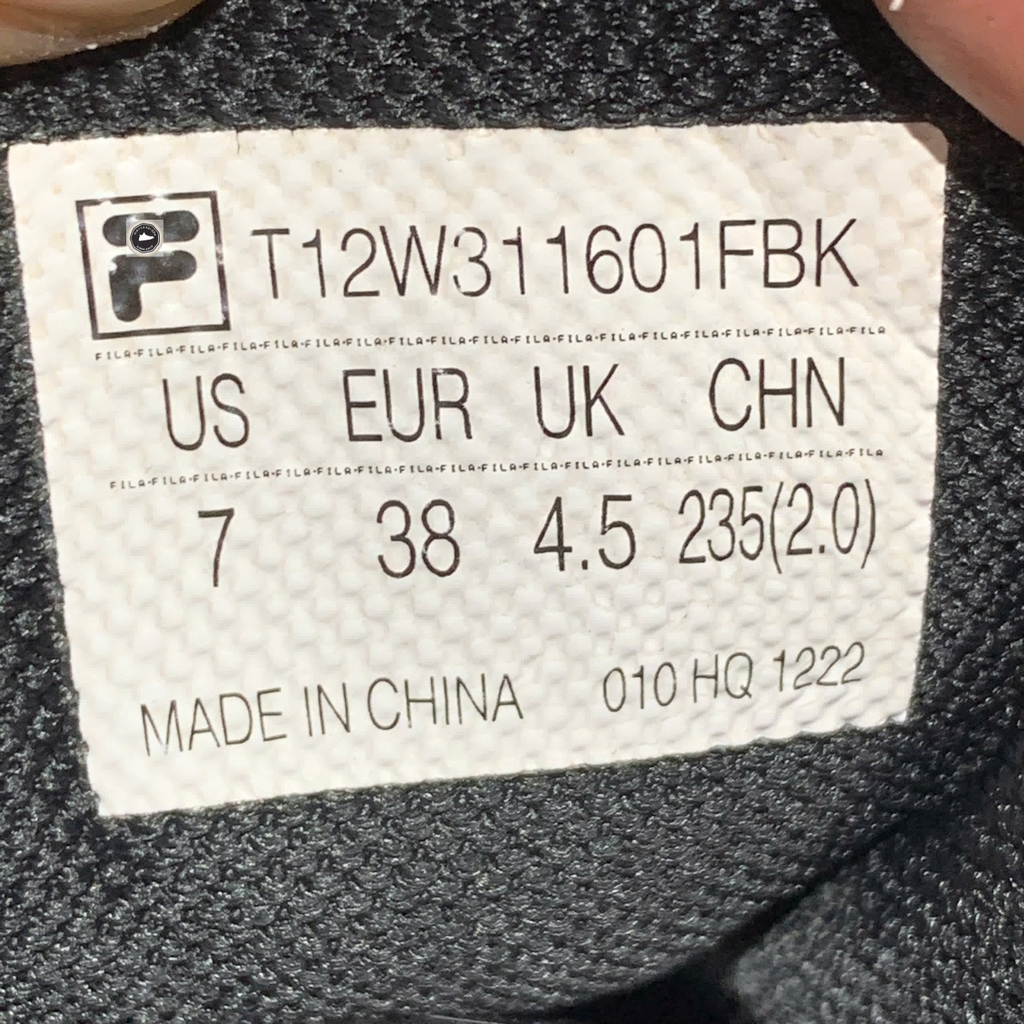 F T12W311601FBK
FILA-FILA-FILA-FILA-FILA-FILA-FILA-FILA-FILA-FILA-FILA-FILA-FILA-FILA-FILA-FILA-FILA
US EUR UK CHN
FILA-FILA-FILA-FILA-FILA-FILA-FILA-FILA-FILA-FILA-FILA-FILA-FILA-FILA-FILA-FILA-FILA
7 38 4.5 235(2.0)
MADE IN CHINA 010 HQ 1222